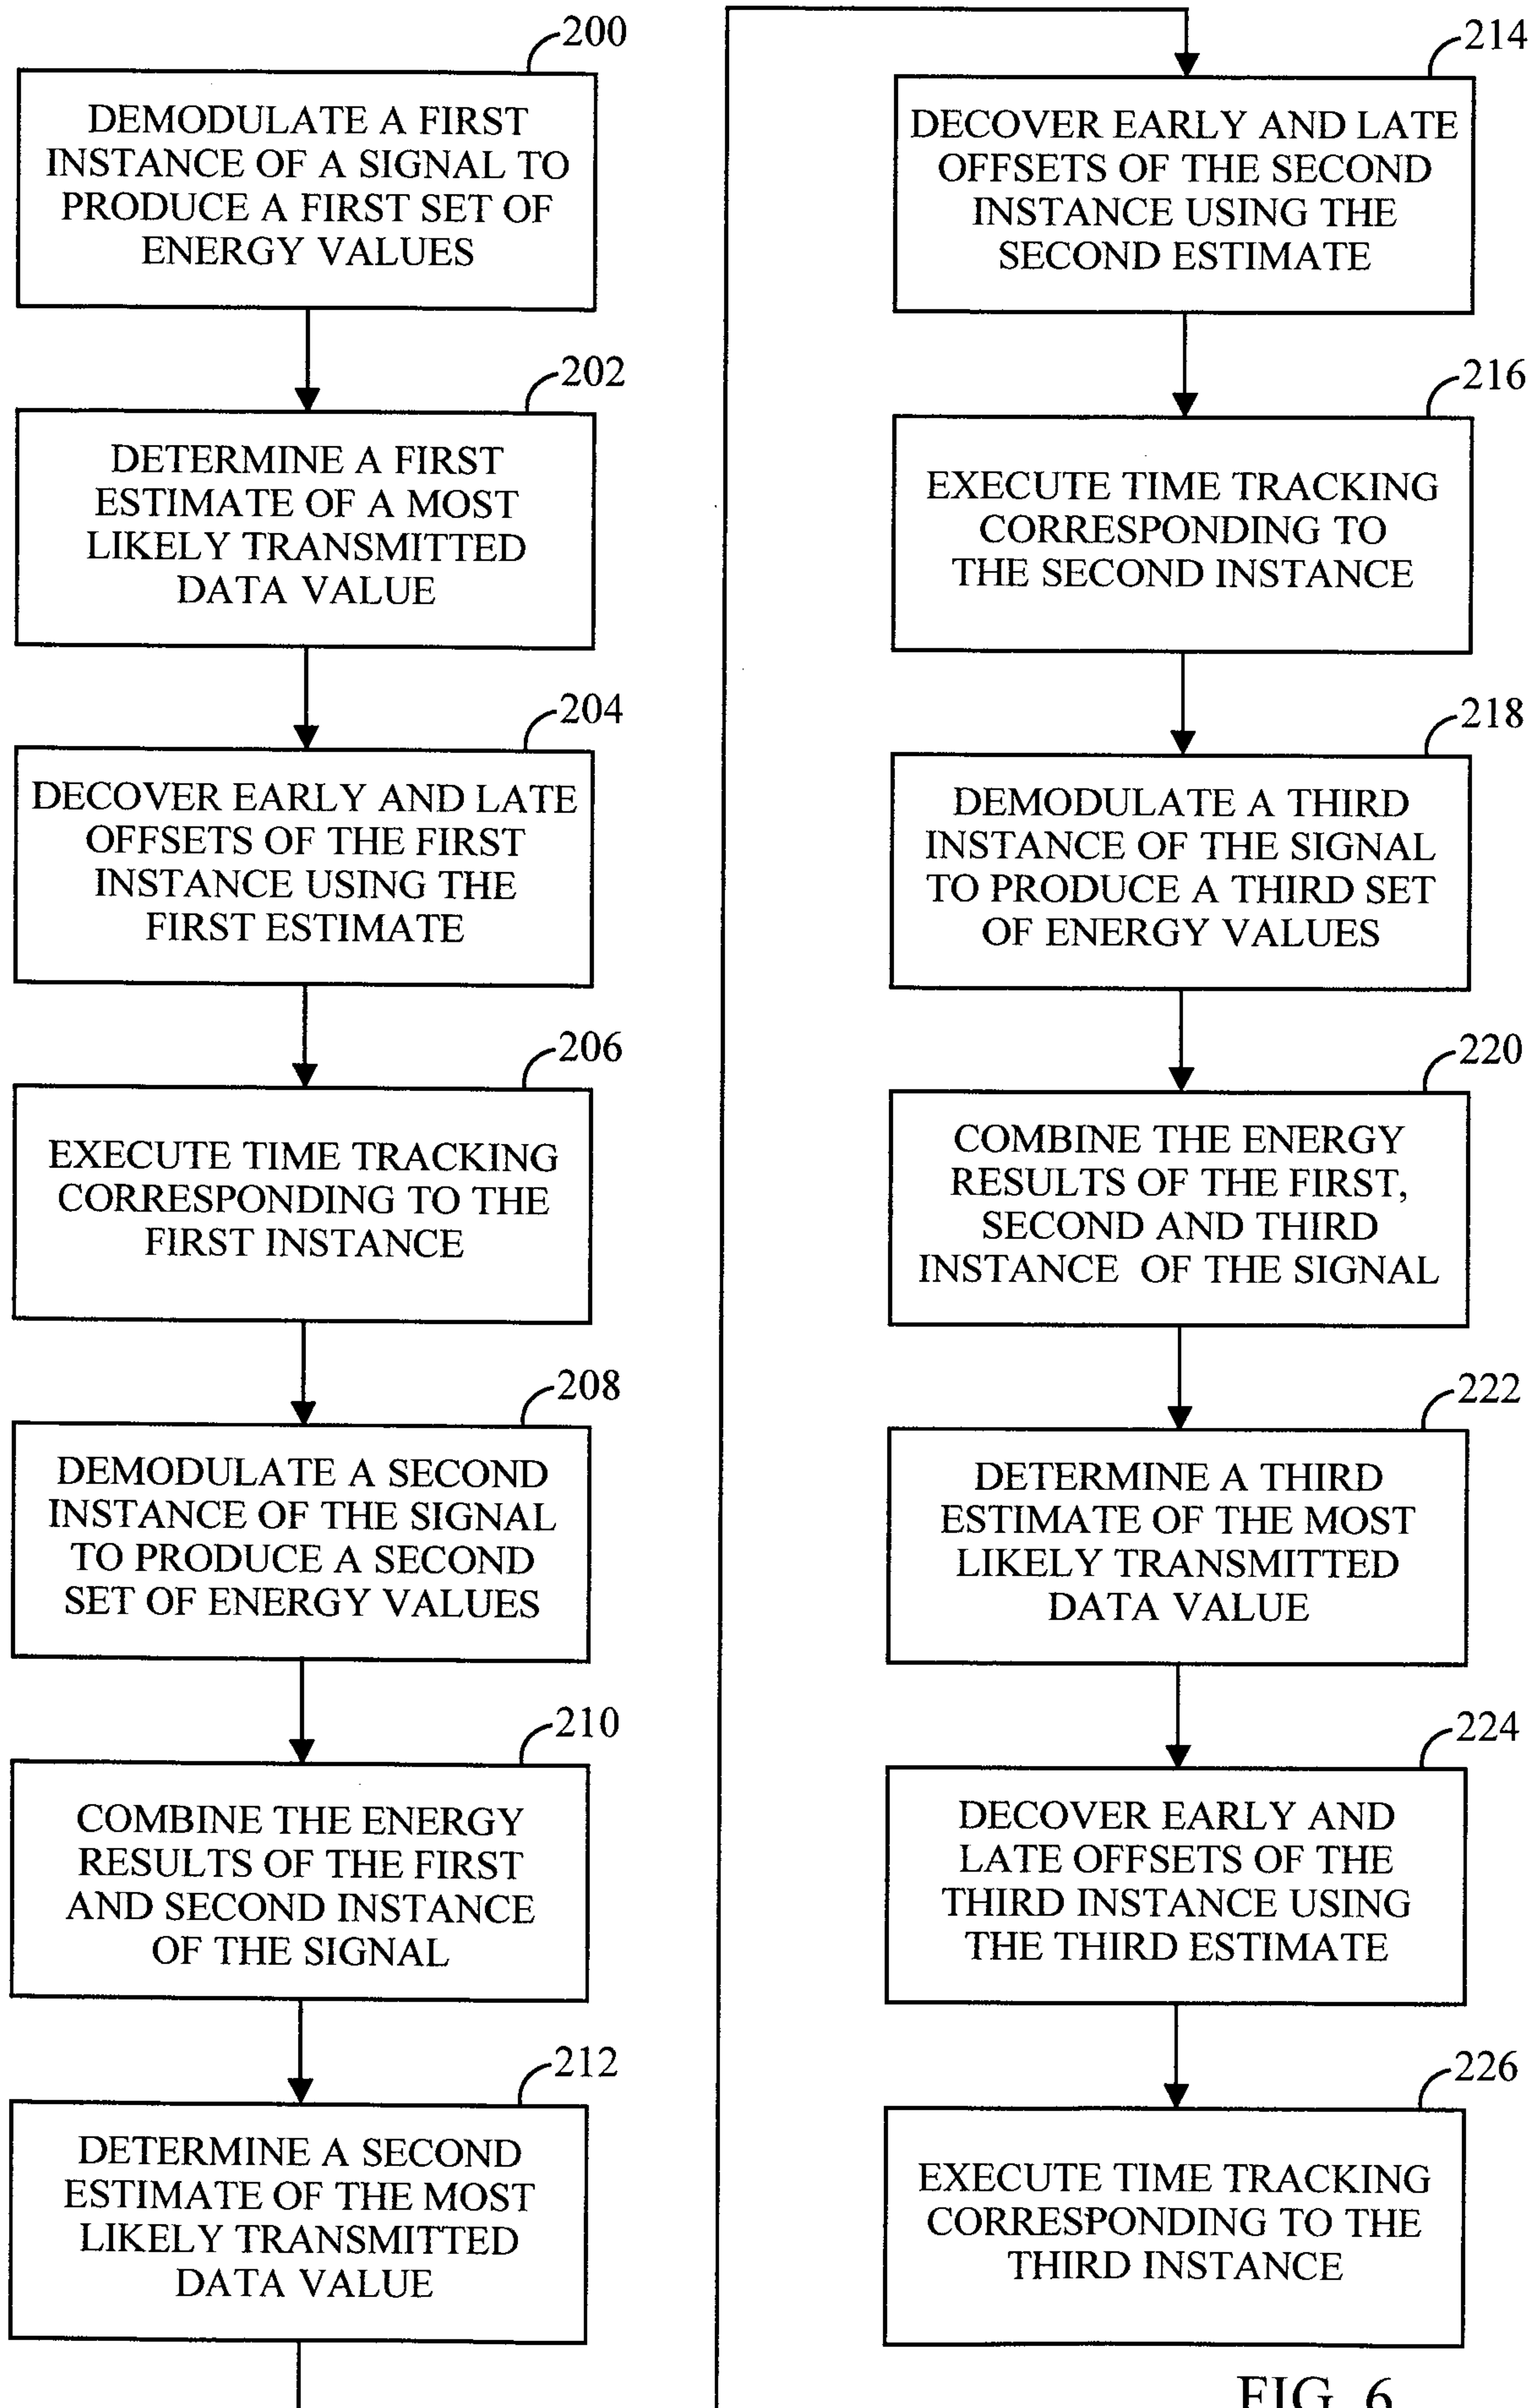 200
DEMODULATE A FIRST
INSTANCE OF A SIGNAL TO
PRODUCE A FIRST SET OF
ENERGY VALUES
202
DETERMINE A FIRST
ESTIMATE OF A MOST
LIKELY TRANSMITTED
DATA VALUE
204
DECOVER EARLY AND LATE
OFFSETS OF THE FIRST
INSTANCE USING THE
FIRST ESTIMATE
206
EXECUTE TIME TRACKING
CORRESPONDING TO THE
FIRST INSTANCE
208
DEMODULATE A SECOND
INSTANCE OF THE SIGNAL
TO PRODUCE A SECOND
SET OF ENERGY VALUES
210
COMBINE THE ENERGY
RESULTS OF THE FIRST
AND SECOND INSTANCE
OF THE SIGNAL
212
DETERMINE A SECOND
ESTIMATE OF THE MOST
LIKELY TRANSMITTED
DATA VALUE
214
DECOVER EARLY AND LATE
OFFSETS OF THE SECOND
INSTANCE USING THE
SECOND ESTIMATE
216
EXECUTE TIME TRACKING
CORRESPONDING TO
THE SECOND INSTANCE
218
DEMODULATE A THIRD
INSTANCE OF THE SIGNAL
TO PRODUCE A THIRD SET
OF ENERGY VALUES
220
COMBINE THE ENERGY
RESULTS OF THE FIRST,
SECOND AND THIRD
INSTANCE OF THE SIGNAL
222
DETERMINE A THIRD
ESTIMATE OF THE MOST
LIKELY TRANSMITTED
DATA VALUE
224
DECOVER EARLY AND
LATE OFFSETS OF THE
THIRD INSTANCE USING
THE THIRD ESTIMATE
226
EXECUTE TIME TRACKING
CORRESPONDING TO THE
THIRD INSTANCE
FIG. 6